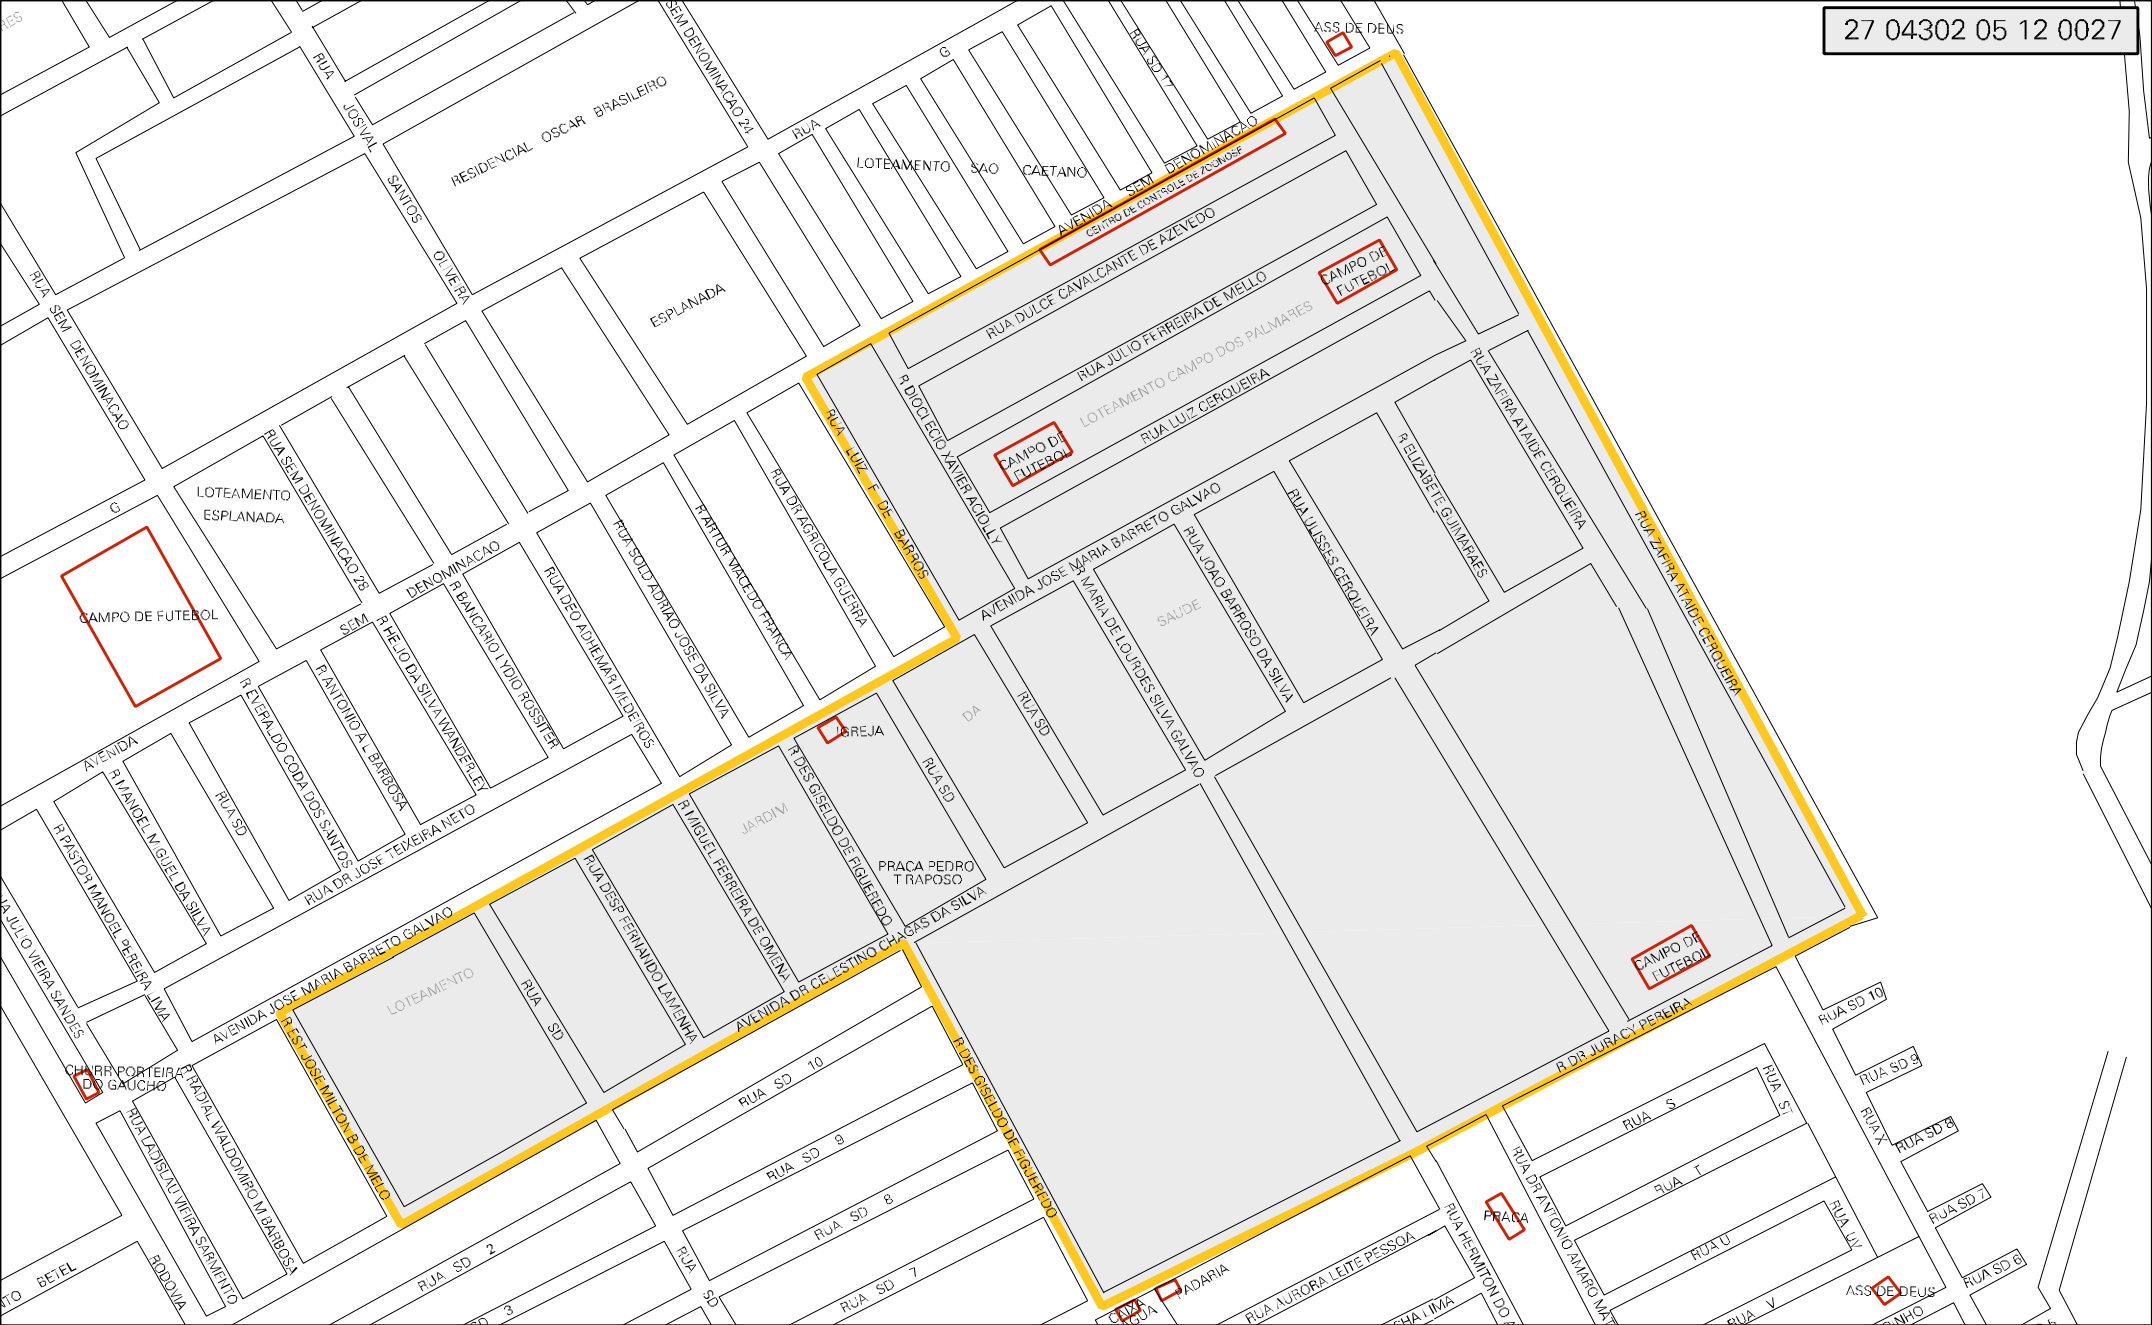 27 04302 05 12 0027
ASS DE DEUS
RUA SD 17
SEM DENOMINACAO 24
RUA G
RUA JOSIVAL SANTOS OLIVEIRA
RESIDENCIAL OSCAR BRASILEIRO
LOTEAMENTO SAO CAETANO
AVENIDA SEM DENOMINACAO
CENTRO DE CONTROLE DE ZOONOSE
RUA DULCE CAVALCANTE DE AZEVEDO
RUA JULIO FERREIRA DE MELLO
CAMPO DE
FUTEBOL
LOTEAMENTO CAMPO DOS PALMARES
RUA LUIZ CERQUEIRA
CAMPO DE
FUTEBOL
R DIOCLECIO XAVIER ACIOLLY
RUA LUIZ F DE BARROS
ESPLANADA
RUA SEM DENOMINACAO
LOTEAMENTO
ESPLANADA
RUA SEM DENOMINACAO 28
G
CAMPO DE FUTEBOL
AVENIDA SEM DENOMINACAO
RUA DR AGRICOLA GUERRA
R ARTUR MACEDO FRANCA
RUA SOLD ADRIAO JOSE DA SILVA
RUA DEO ADHEMAR MEDEIROS
R BANCARIO LYDIO ROSSITER
R HELIO DA SILVA WANDERLEY
R ANTONIO A L BARBOSA
R EVERALDO CODA DOS SANTOS
RUA SD
R MANOEL MIGUEL DA SILVA
R PASTOR MANOEL PEREIRA LIMA
RUA DR JOSE TEIXEIRA NETO
AVENIDA JOSE MARIA BARRETO GALVAO
AVENIDA JOSE MARIA BARRETO GALVAO
RUA ZAFIRA ATAIDE CERQUEIRA
RUA ZAFIRA ATAIDE CERQUEIRA
R ELIZABETE GUIMARAES
RUA ULISSES CERQUEIRA
RUA JOAO BARROSO DA SILVA
R MARIA DE LOURDES SILVA GALVAO
RUA SD
RUA SD
LOTEAMENTO JARDIM DA SAUDE
IGREJA
R DES GISELDO DE FIGUEREDO
PRACA PEDRO
T RAPOSO
R MIGUEL FERREIRA DE OMENA
RUA DESP FERNANDO LAMENHA
RUA SD
AVENIDA DR CELESTINO CHAGAS DA SILVA
R EST JOSE MILTON B DE MELO
JULIO VIEIRA SANDES
CHURR PORTEIRA
DO GAUCHO
R RADIAL WALDOMIRO M BARBOSA
RUA LADISLAU VIEIRA SARMENTO
BETEL
RODOVIA
RUA SD 10
RUA SD 9
RUA SD 8
RUA SD 7
RUA SD 2
3
RUA SD
R DES GISELDO DE FIGUEREDO
CAMPO DE
FUTEBOL
R DR JURACY PEREIRA
RUA SD 10
RUA SD 9
RUA SD 8
RUA SD 7
RUA SD 6
RUA X
RUA ST
RUA S
RUA T
RUA U
RUA UV
RUA V
RUA DR ANTONIO AMARO
PRACA
RUA HERMITON DO
RUA AURORA LEITE PESSOA
LIMA
PADARIA
CAIXA
AGUA
ASS DE DEUS